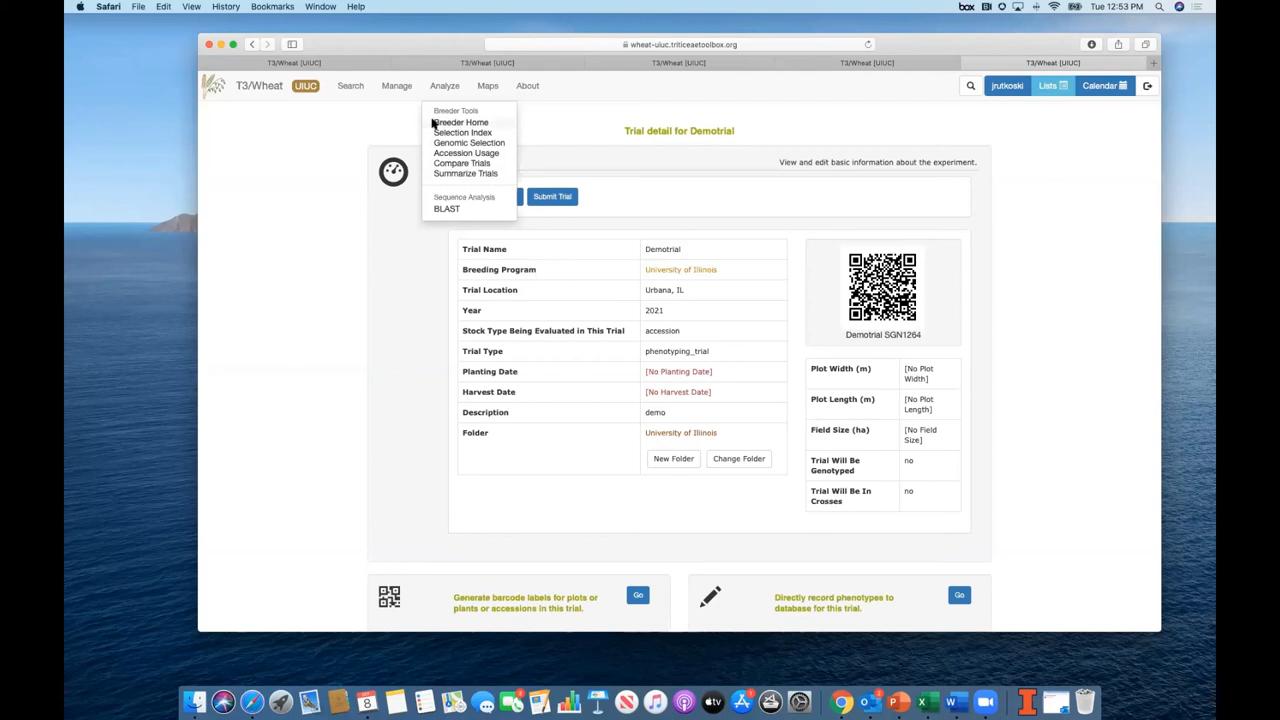 Safari File Edit View History Bookmarks Window Help box Tue 12:53 PM
wheat-uiuc.triticeaetoolbox.org
T3/Wheat [UIUC] T3/Wheat [UIUC] T3/Wheat [UIUC] T3/Wheat [UIUC] T3/Wheat [UIUC]
T3/Wheat UIUC Search Manage Analyze Maps About jrutkoski Lists Calendar
Breeder Tools
Breeder Home
Selection Index
Genomic Selection
Accession Usage
Compare Trials
Summarize Trials
Sequence Analysis
BLAST
Trial detail for Demotrial
View and edit basic information about the experiment.
Submit Trial
Trial Name Demotrial
Breeding Program University of Illinois
Trial Location Urbana, IL
Year 2021
Stock Type Being Evaluated in This Trial accession
Trial Type phenotyping_trial
Planting Date [No Planting Date]
Harvest Date [No Harvest Date]
Description demo
Folder University of Illinois
New Folder Change Folder
Demotrial SGN1264
Plot Width (m) [No Plot
Width]
Plot Length (m) [No Plot
Length]
Field Size (ha) [No Field
Size]
Trial Will Be no
Genotyped
Trial Will Be In no
Crosses
Generate barcode labels for plots or
plants or accessions in this trial.
Go
Directly record phenotypes to
database for this trial.
Go